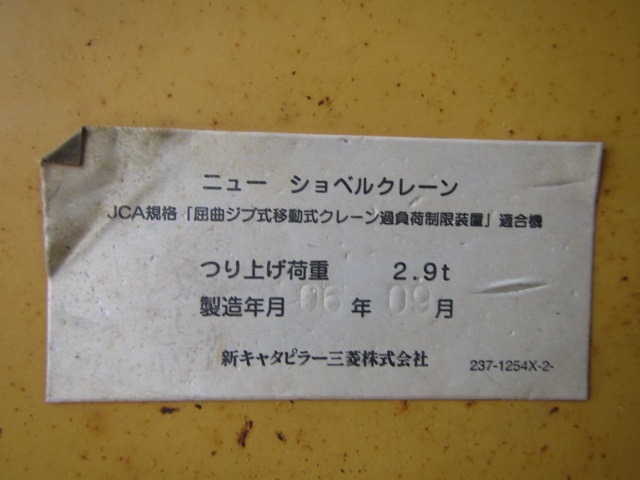 ニュー ショベルクレーン
JCA規格「屈曲ジブ式移動式クレーン過負荷制限装置」適合機
つり上げ荷重 2.9t
製造年月 06 年 09 月
新キャタピラー三菱株式会社
237-1254X-2-